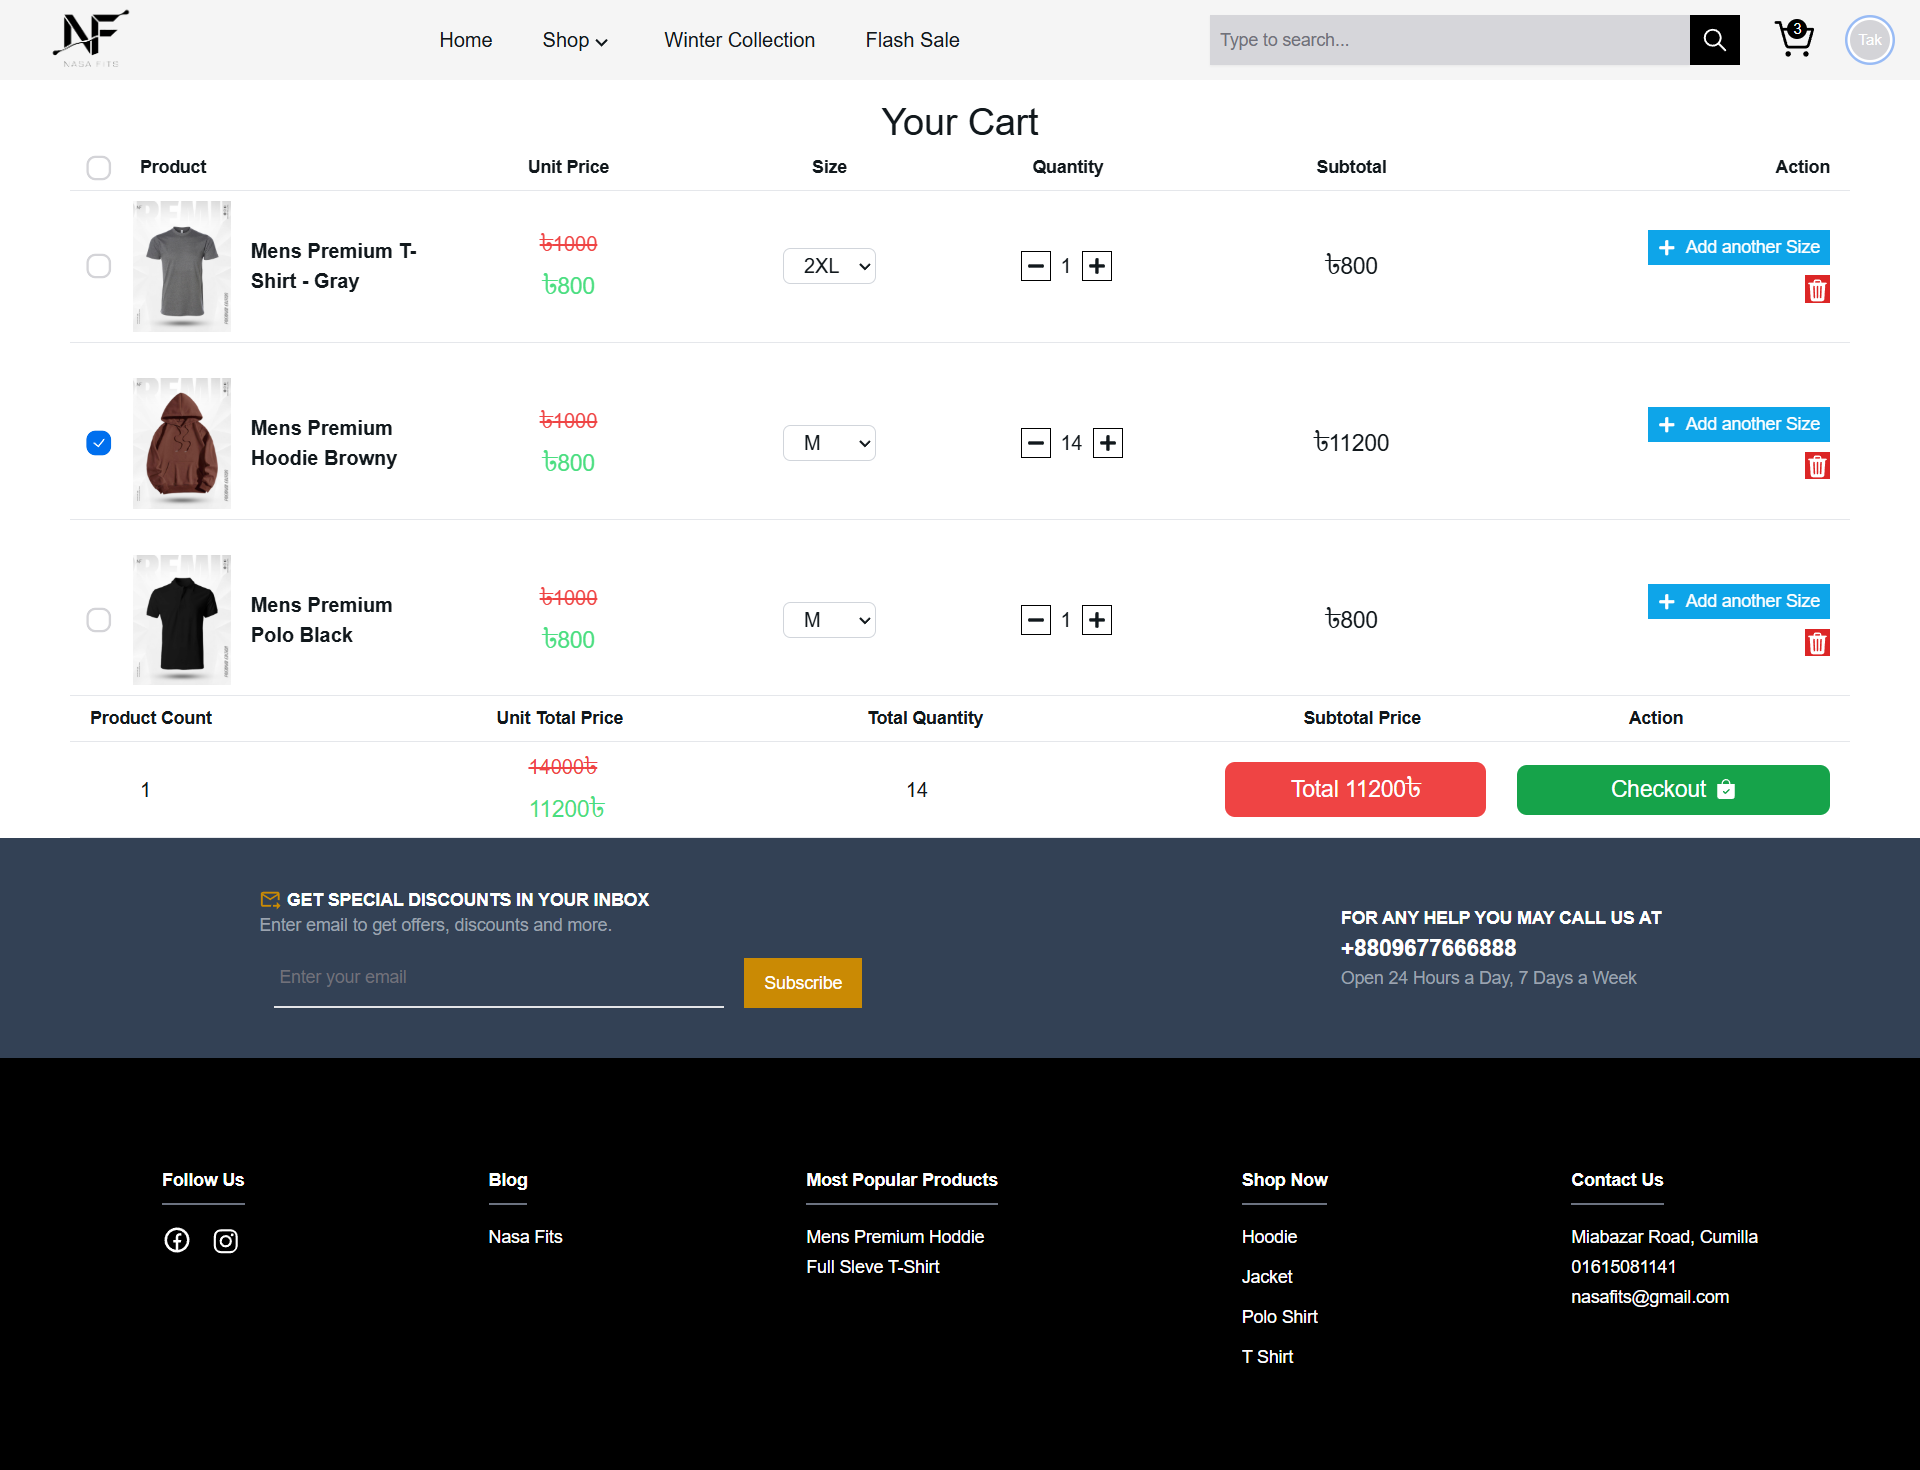 NF
NASA FITS
Home
Shop
Winter Collection
Flash Sale
Type to search...
3
Tak
Your Cart
Product
Unit Price
Size
Quantity
Subtotal
Action
Mens Premium T-
Shirt - Gray
৳1000
৳800
2XL
1
৳800
Add another Size
Mens Premium
Hoodie Browny
৳1000
৳800
M
14
৳11200
Add another Size
Mens Premium
Polo Black
৳1000
৳800
M
1
৳800
Add another Size
Product Count
Unit Total Price
Total Quantity
Subtotal Price
Action
1
14000৳
11200৳
14
Total 11200৳
Checkout
GET SPECIAL DISCOUNTS IN YOUR INBOX
Enter email to get offers, discounts and more.
Enter your email
Subscribe
FOR ANY HELP YOU MAY CALL US AT
+8809677666888
Open 24 Hours a Day, 7 Days a Week
Follow Us
Blog
Nasa Fits
Most Popular Products
Mens Premium Hoddie
Full Sleve T-Shirt
Shop Now
Hoodie
Jacket
Polo Shirt
T Shirt
Contact Us
Miabazar Road, Cumilla
01615081141
nasafits@gmail.com